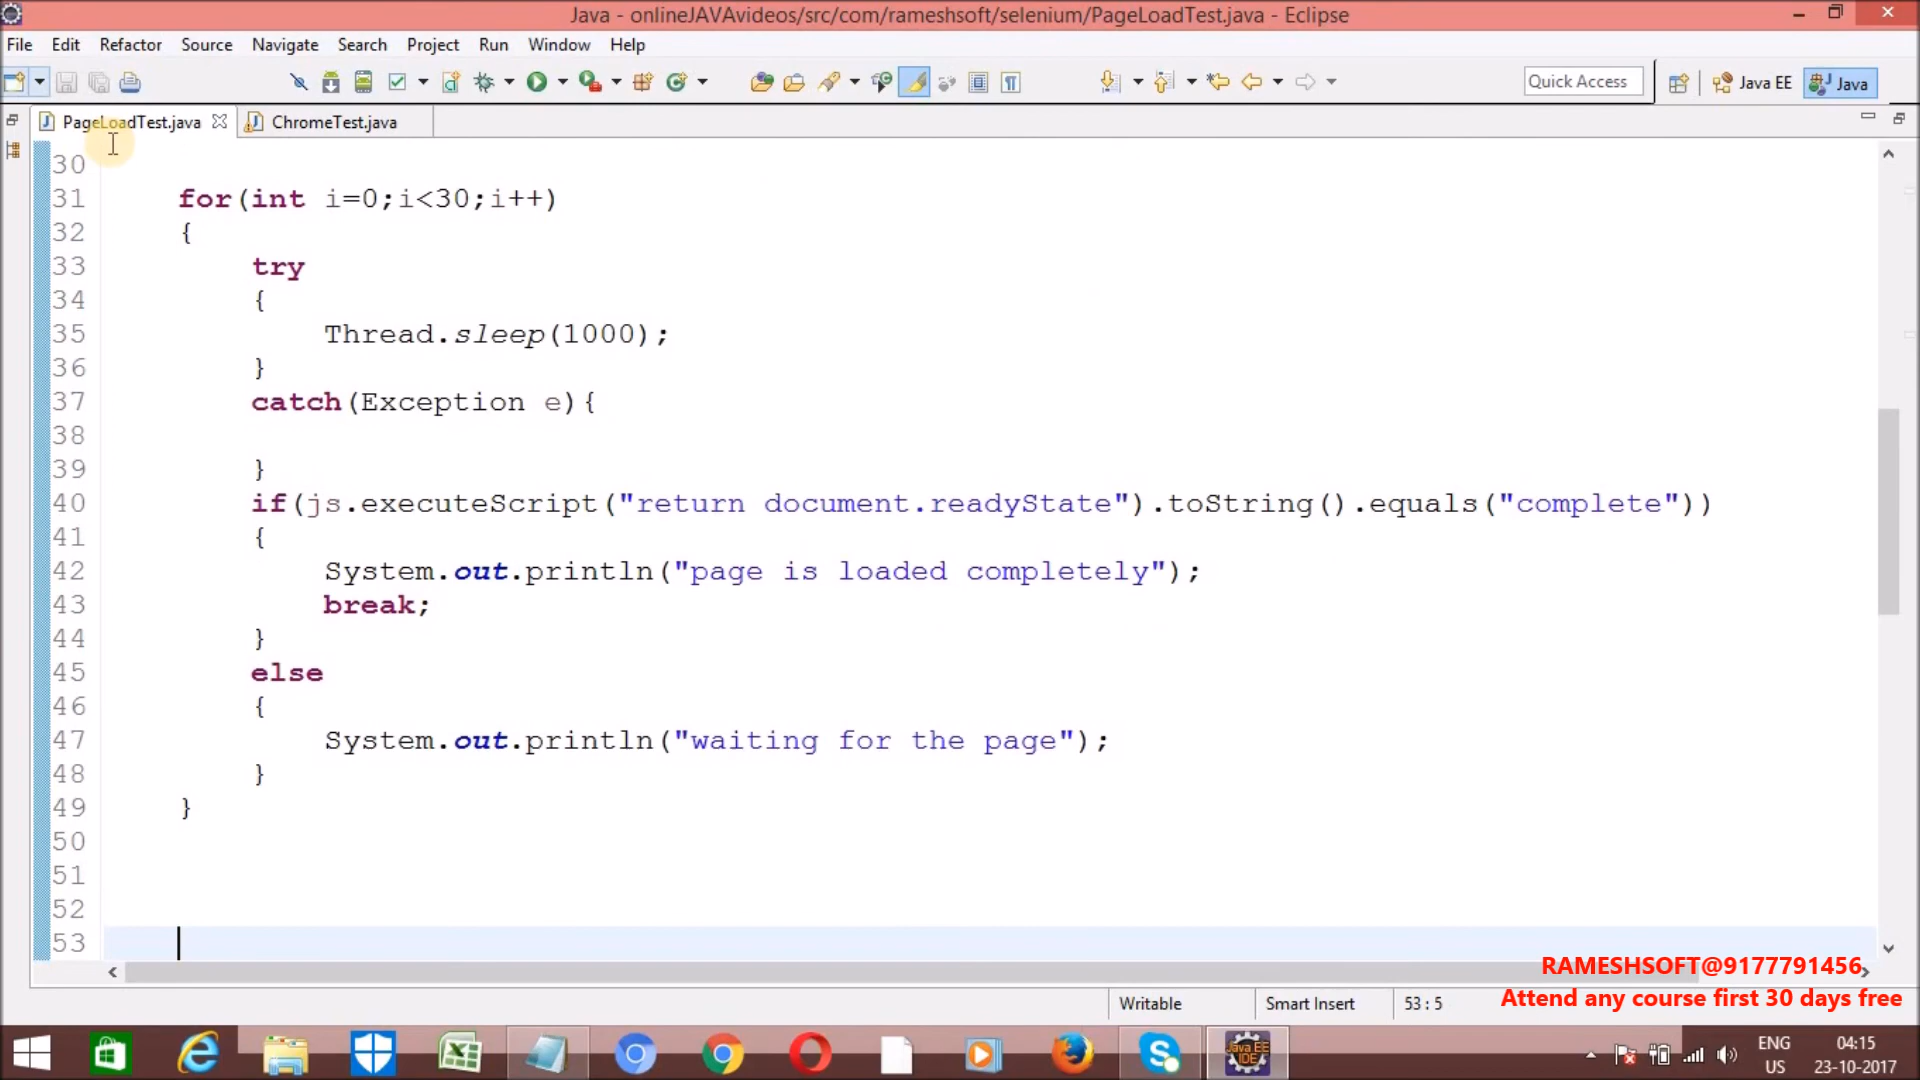 Java - onlineJAVAvideos/src/com/rameshsoft/selenium/PageLoadTest.java - Eclipse
File Edit Refactor Source Navigate Search Project Run Window Help
Quick Access Java EE Java
PageLoadTest.java ChromeTest.java
30
31 for(int i=0;i<30;i++)
32 {
33 try
34 {
35 Thread.sleep(1000);
36 }
37 catch(Exception e){
38
39 }
40 if(js.executeScript("return document.readyState").toString().equals("complete"))
41 {
42 System.out.println("page is loaded completely");
43 break;
44 }
45 else
46 {
47 System.out.println("waiting for the page");
48 }
49 }
50
51
52
53
RAMESHSOFT@9177791456
Attend any course first 30 days free
Writable Smart Insert 53 : 5
Java EE IDE
ENG 04:15
US 23-10-2017